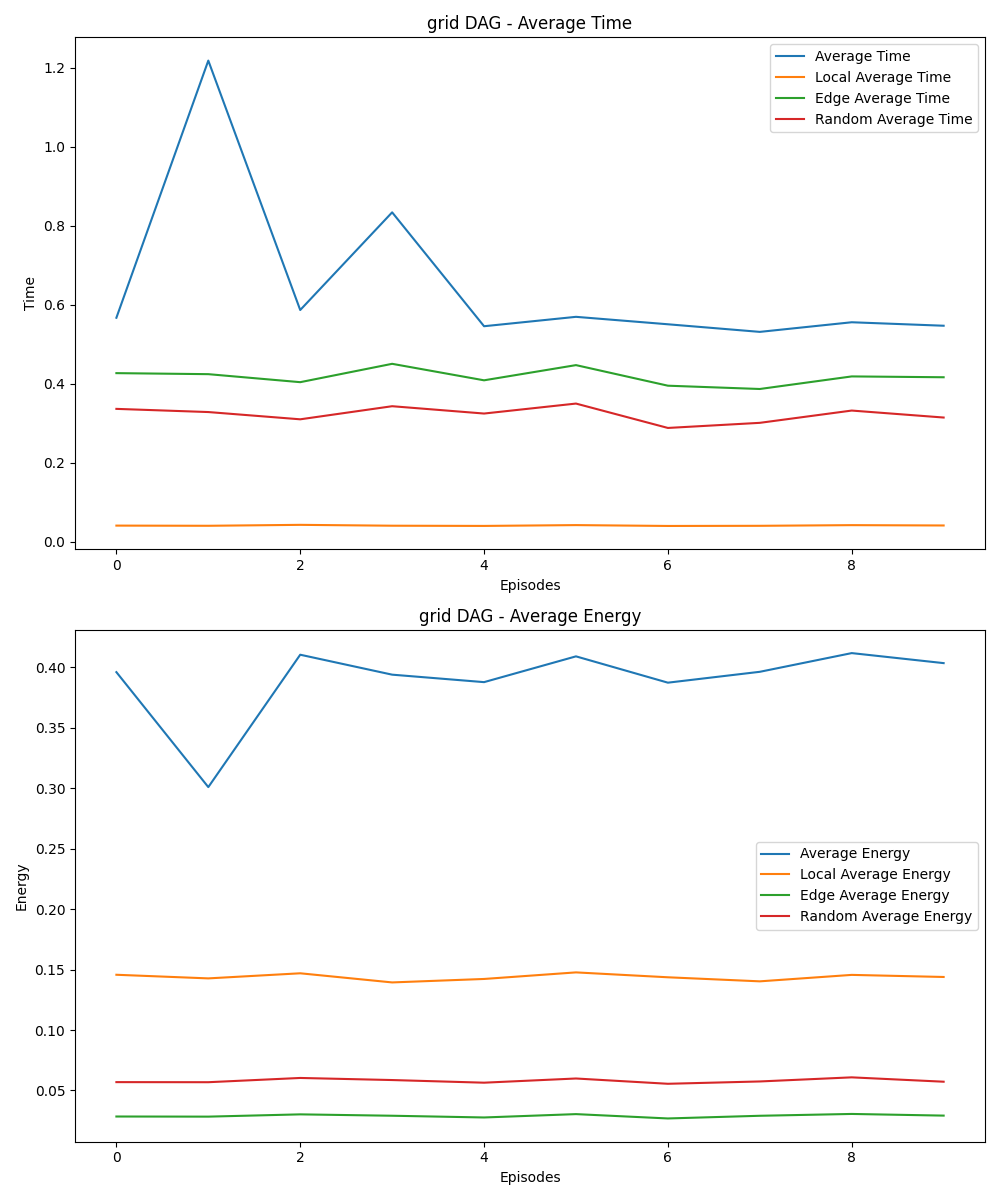 grid DAG - Average Time
Average Time
Local Average Time
Edge Average Time
Random Average Time
1.2
1.0
0.8
0.6
0.4
0.2
0.0
Time
0 2 4 6 8
Episodes
grid DAG - Average Energy
0.40
0.35
0.30
0.25
0.20
0.15
0.10
0.05
Energy
Average Energy
Local Average Energy
Edge Average Energy
Random Average Energy
0 2 4 6 8
Episodes